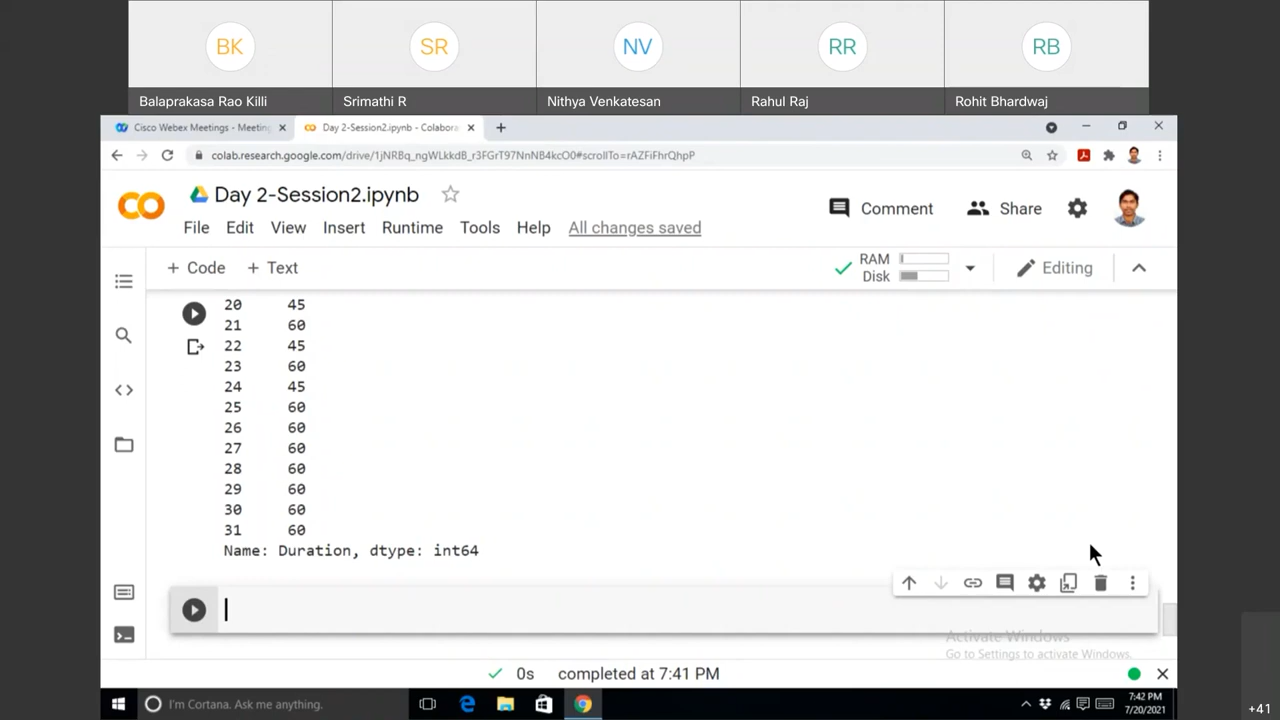 BK
SR
NV
RR
RB
Balaprakasa Rao Killi
Srimathi R
Nithya Venkatesan
Rahul Raj
Rohit Bhardwaj
Cisco Webex Meetings - Meeting
Day 2-Session2.ipynb - Colabora
colab.research.google.com/drive/1jNRBq_ngWLkkdB_r3FGrT97NnNB4kcO0#scrollTo=rAZFiFhrQhpP
Day 2-Session2.ipynb
Comment
Share
File Edit View Insert Runtime Tools Help All changes saved
+ Code + Text
RAM
Disk
Editing
20 45
21 60
22 45
23 60
24 45
25 60
26 60
27 60
28 60
29 60
30 60
31 60
Name: Duration, dtype: int64
Activate Windows
Go to Settings to activate Windows.
0s completed at 7:41 PM
I'm Cortana. Ask me anything.
7:42 PM
7/20/2021
+41